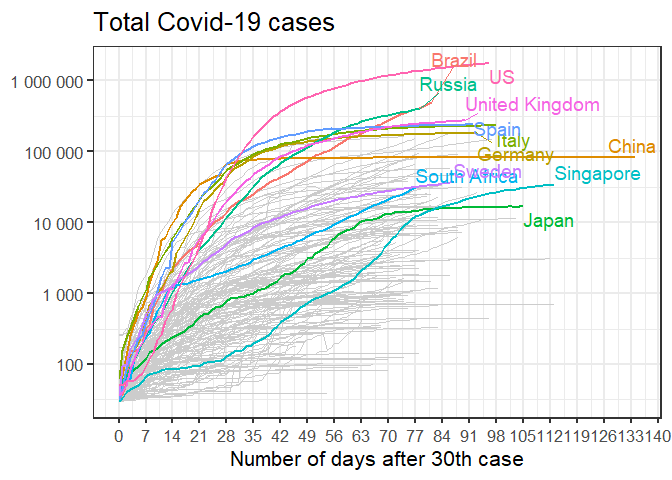 Total Covid-19 cases
Brazil
US
Russia
United Kingdom
Spain
Italy
China
Germany
Sweden
South Africa
Singapore
Japan
1 000 000
100 000
10 000
1 000
100
0 7 14 21 28 35 42 49 56 63 70 77 84 91 98 105 112 119 126 133 140
Number of days after 30th case